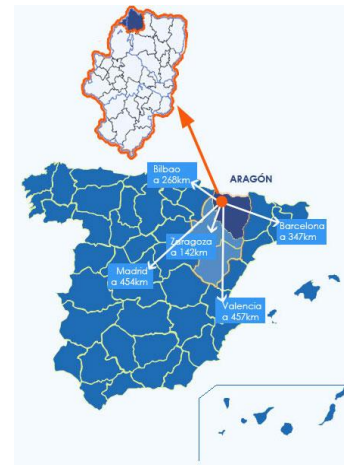 Bilbao
a 268km
ARAGÓN
Barcelona
a 347km
Zaragoza
a 142km
Madrid
a 454km
Valencia
a 457km